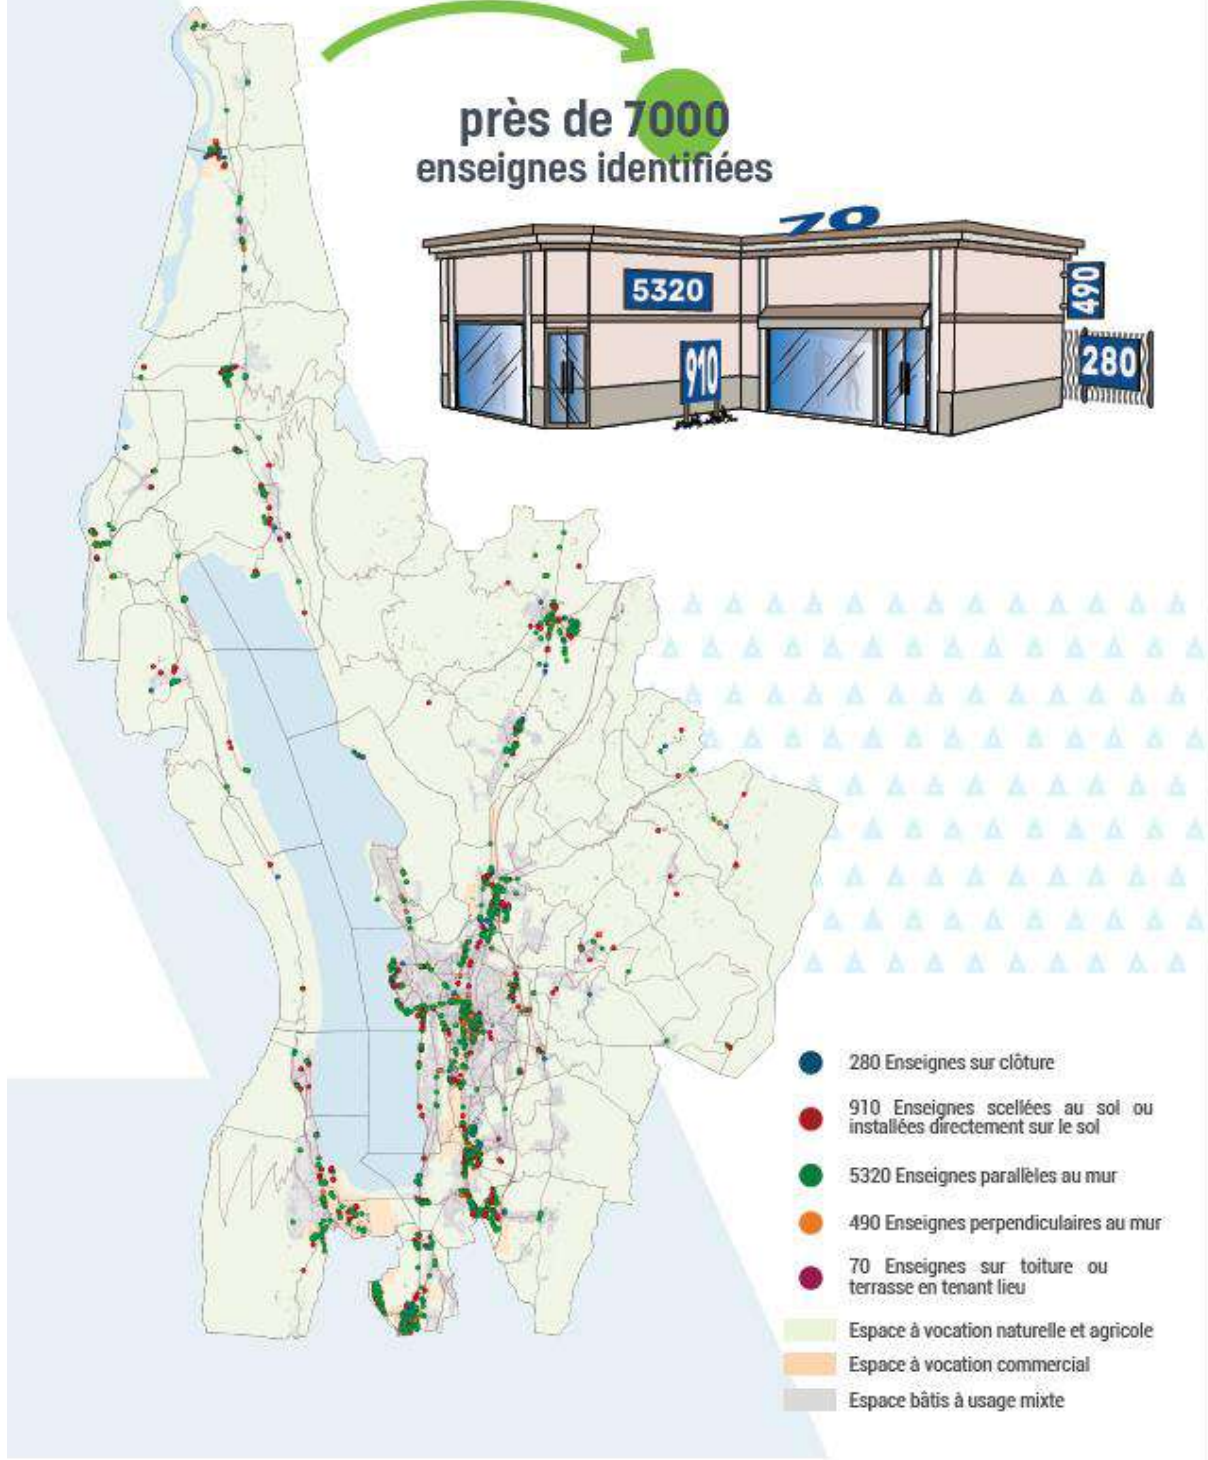 près de 7000
enseignes identifiées
70
5320
490
910
280
280 Enseignes sur clôture
910 Enseignes scellées au sol ou
installées directement sur le sol
5320 Enseignes parallèles au mur
490 Enseignes perpendiculaires au mur
70 Enseignes sur toiture ou
terrasse en tenant lieu
Espace à vocation naturelle et agricole
Espace à vocation commercial
Espace bâtis à usage mixte